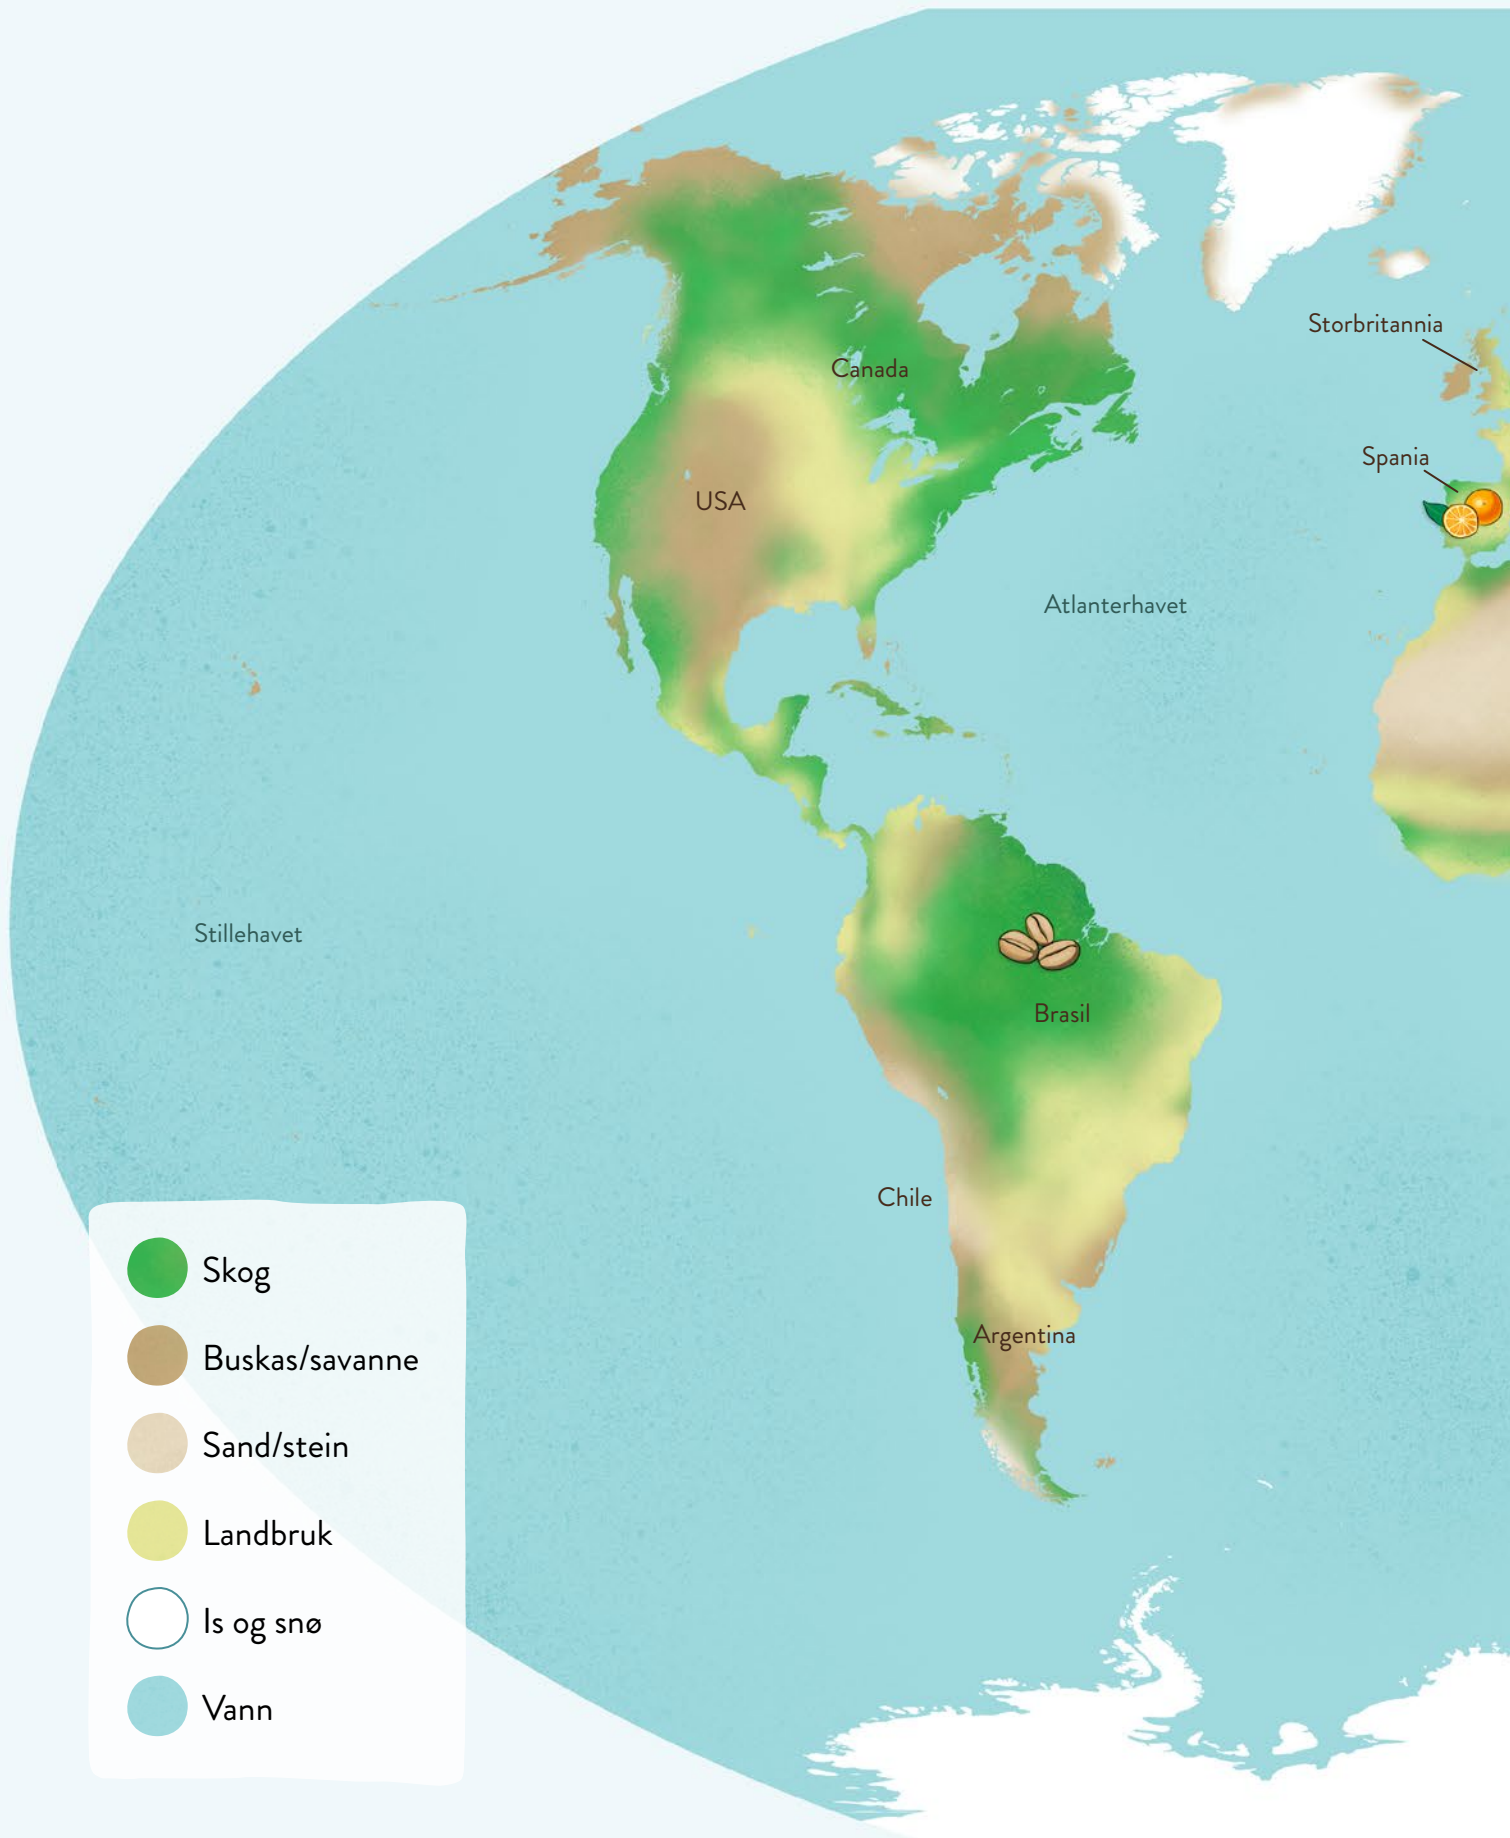 Storbritannia
Canada
Spania
USA
Atlanterhavet
Stillehavet
Brasil
Chile
Argentina
Skog
Buskas/savanne
Sand/stein
Landbruk
Is og snø
Vann